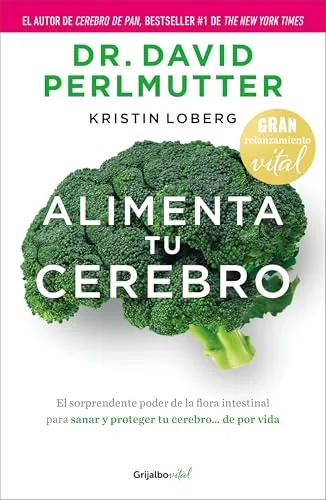 EL AUTOR DE CEREBRO DE PAN, BESTSELLER #1 DE THE NEW YORK TIMES
DR. DAVID
PERLMUTTER
KRISTIN LOBERG
GRAN
relanzamiento
vital
ALIMENTA
TU
CEREBRO
El sorprendente poder de la flora intestinal
para sanar y proteger tu cerebro... de por vida
Grijalbovital